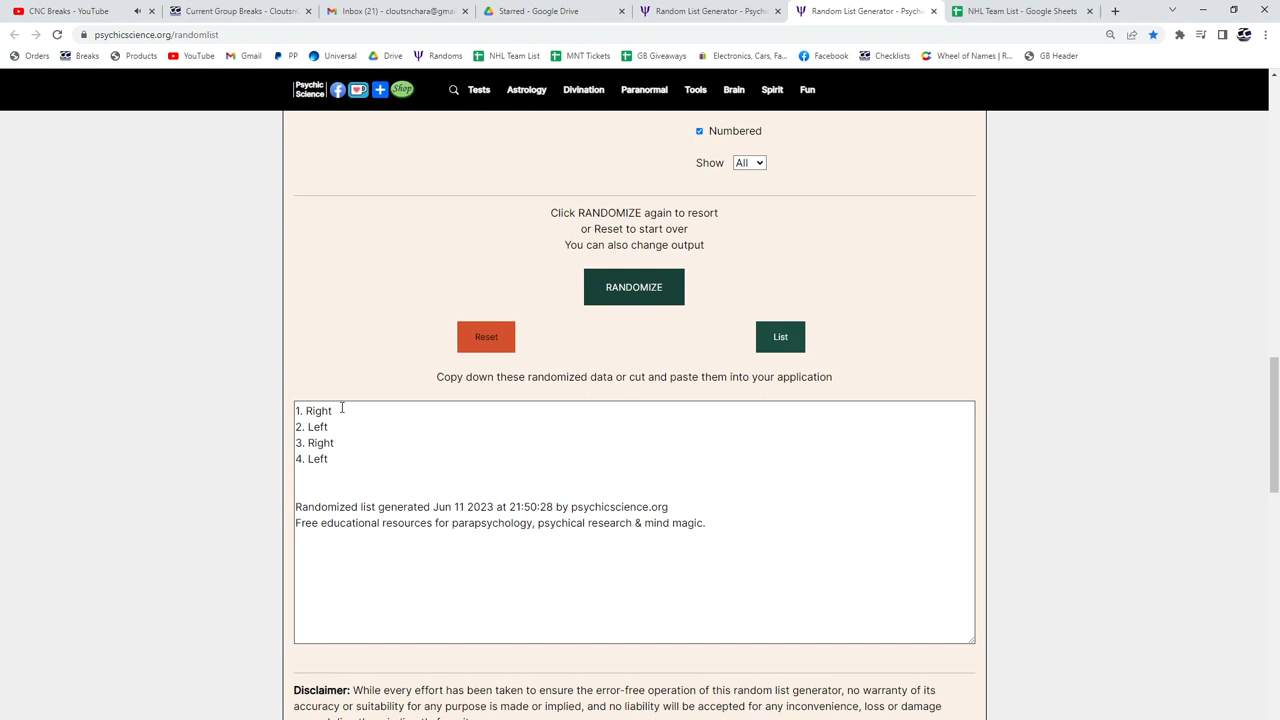 CNC Breaks - YouTube
Current Group Breaks - CloutsnC
Inbox (21) - cloutsnchara@gma
Starred - Google Drive
Random List Generator - Psych
Random List Generator - Psych
NHL Team List - Google Sheets
psychicscience.org/randomlist
Orders
Breaks
Products
YouTube
Gmail
PP
Universal
Drive
Randoms
NHL Team List
MNT Tickets
GB Giveaways
Electronics, Cars, Fa...
Facebook
Checklists
Wheel of Names | R...
GB Header
Psychic
Science
Shop
Tests
Astrology
Divination
Paranormal
Tools
Brain
Spirit
Fun
Numbered
Show All
Click RANDOMIZE again to resort
or Reset to start over
You can also change output
RANDOMIZE
Reset
List
Copy down these randomized data or cut and paste them into your application
1. Right
2. Left
3. Right
4. Left
Randomized list generated Jun 11 2023 at 21:50:28 by psychicscience.org
Free educational resources for parapsychology, psychical research & mind magic.
Disclaimer: While every effort has been taken to ensure the error-free operation of this random list generator, no warranty of its
accuracy or suitability for any purpose is made or implied, and no liability will be accepted for any inconvenience, loss or damage